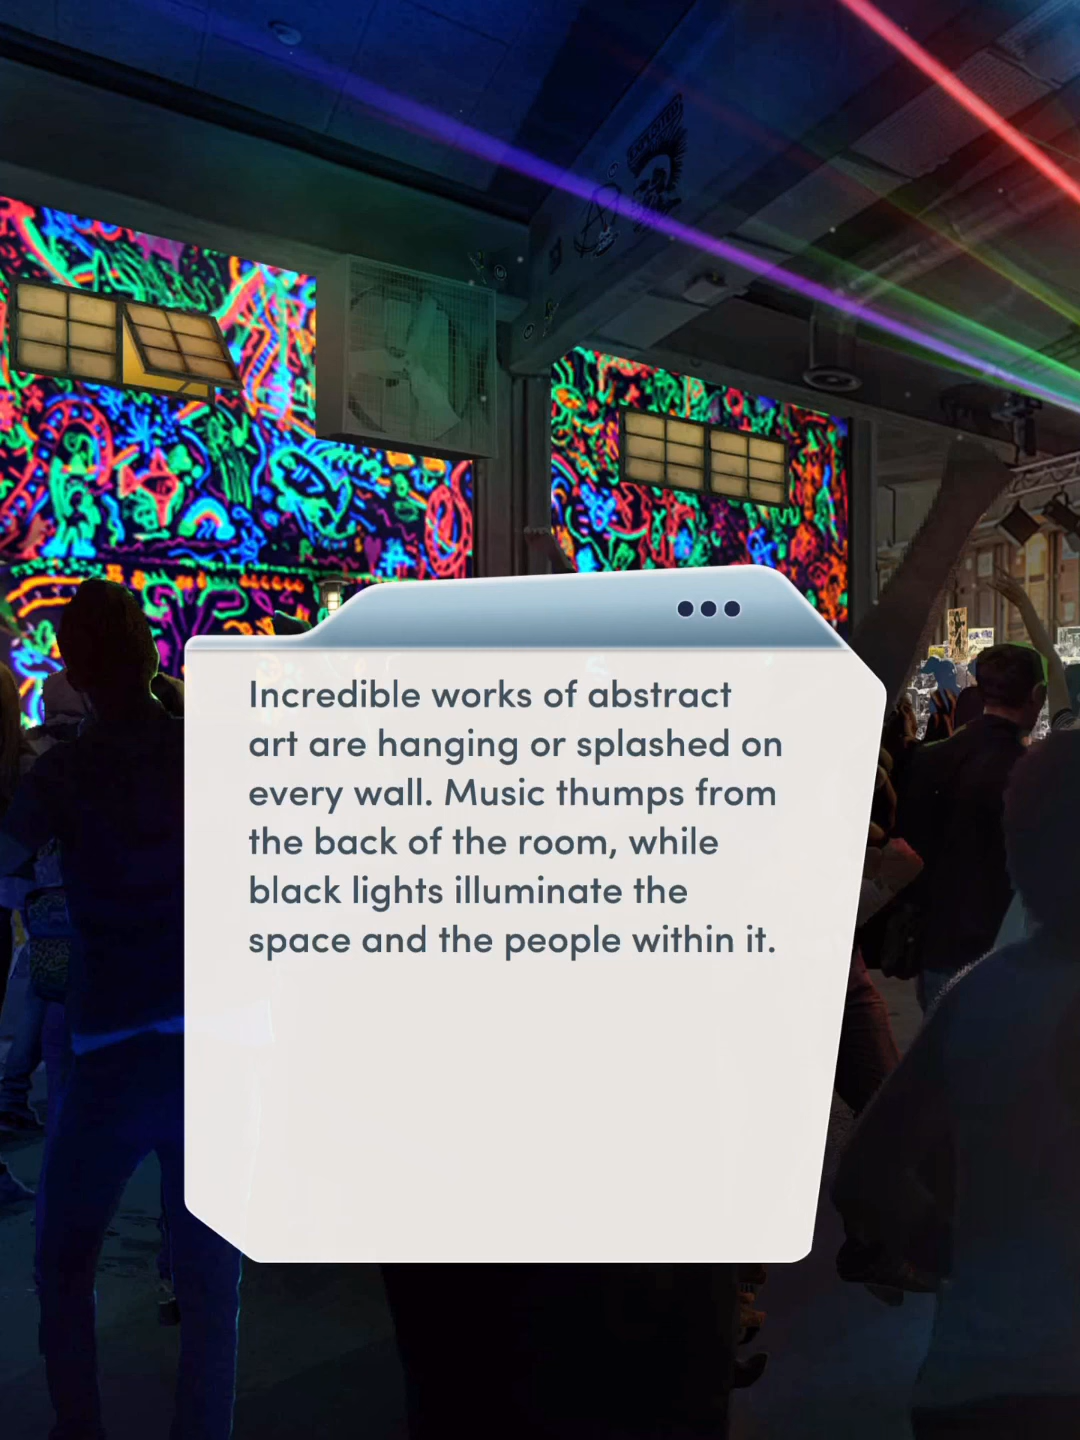 Incredible works of abstract
art are hanging or splashed on
every wall. Music thumps from
the back of the room, while
black lights illuminate the
space and the people within it.